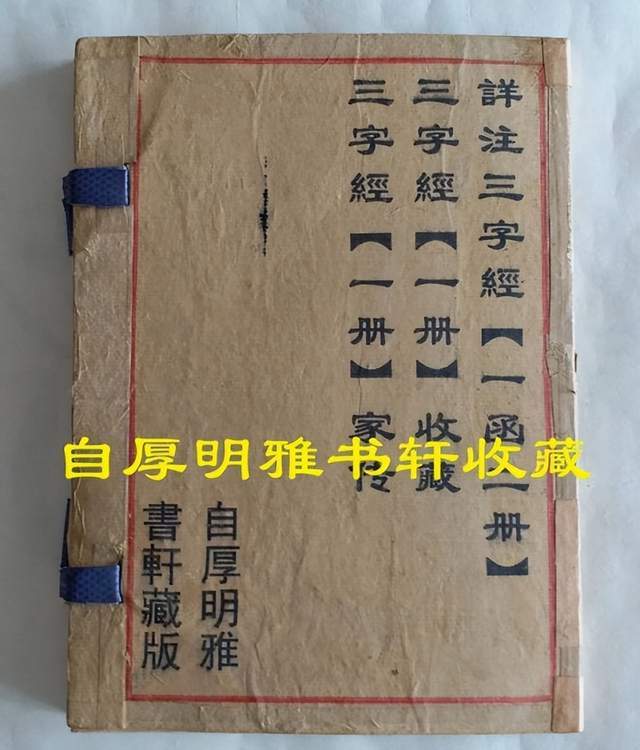 詳注三字經【一函册】
三字經【一册】收藏
三字經【一册】家传
自厚明雅书轩收藏
自厚明雅
書軒藏版